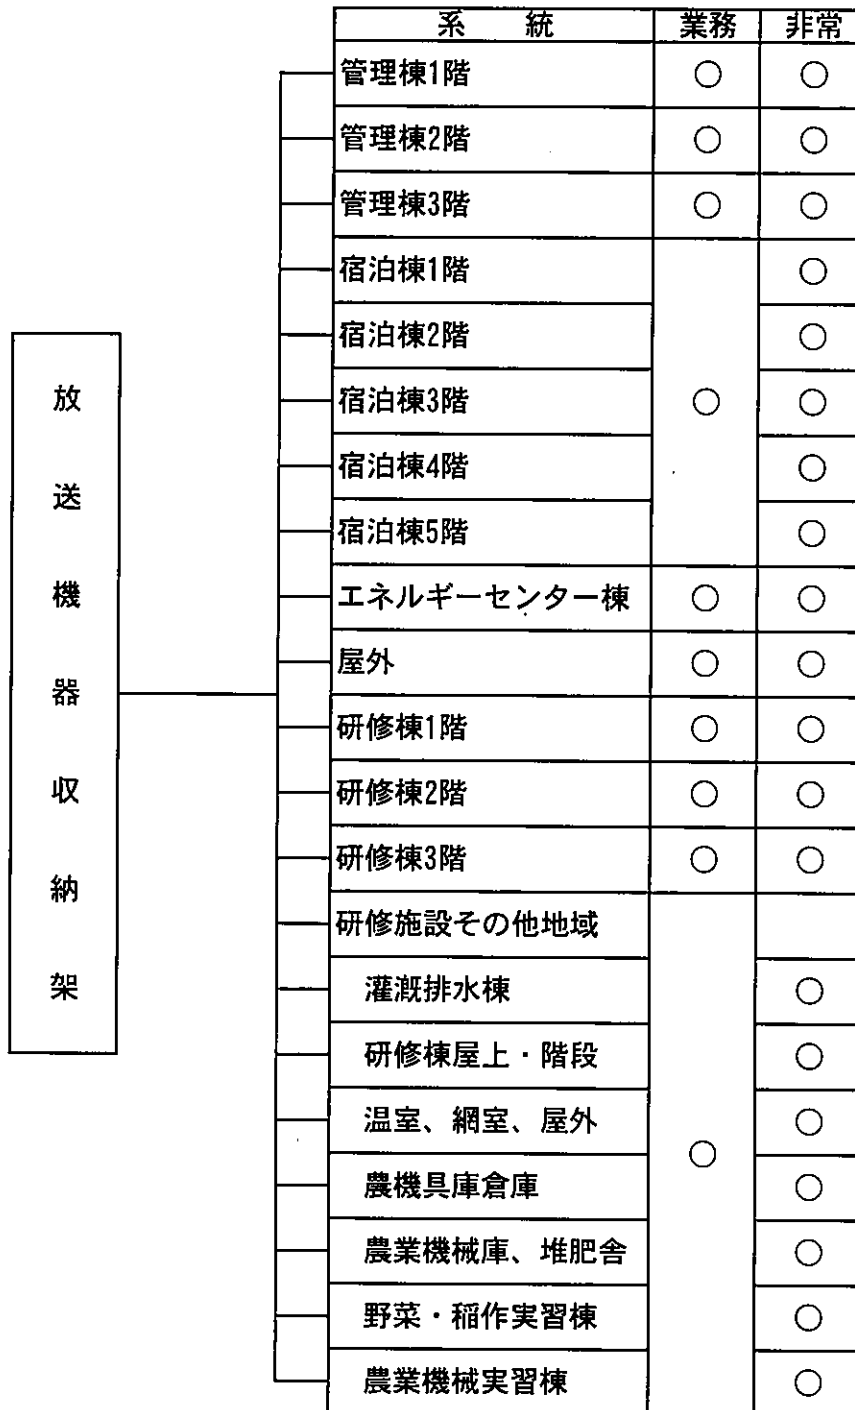 系 統 業務 非常
管理棟1階 ○ ○
管理棟2階 ○ ○
管理棟3階 ○ ○
宿泊棟1階 ○
宿泊棟2階 ○
宿泊棟3階 ○ ○
宿泊棟4階 ○
宿泊棟5階 ○
エネルギーセンター棟 ○ ○
屋外 ○ ○
研修棟1階 ○ ○
研修棟2階 ○ ○
研修棟3階 ○ ○
研修施設その他地域
灌漑排水棟 ○
研修棟屋上・階段 ○
温室、網室、屋外 ○
○
農機具庫倉庫 ○
農業機械庫、堆肥舎 ○
野菜・稲作実習棟 ○
農業機械実習棟 ○
放送機器収納架